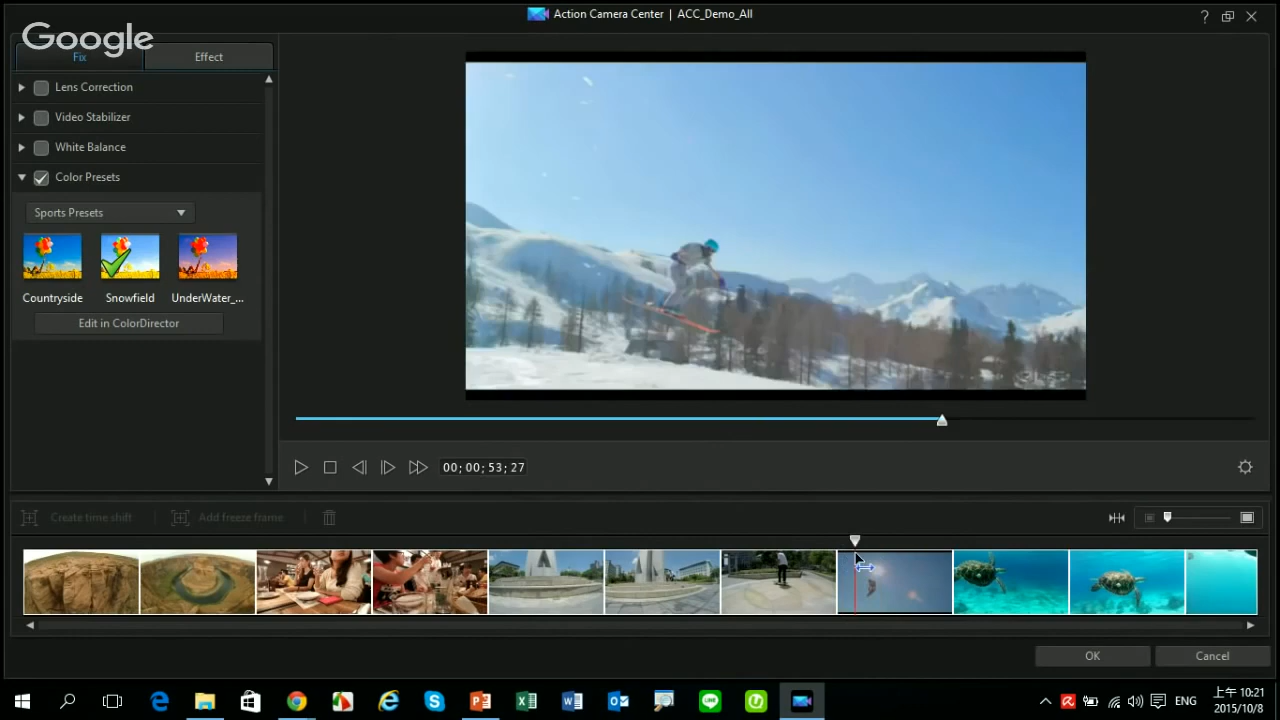 Action Camera Center | ACC_Demo_All
?
Google
Fix
Effect
Lens Correction
Video Stabilizer
White Balance
Color Presets
Sports Presets
Countryside
Snowfield
UnderWater_...
Edit in ColorDirector
00; 00; 53; 27
Create time shift
Add freeze frame
OK
Cancel
ENG
上午 10:21
2015/10/8